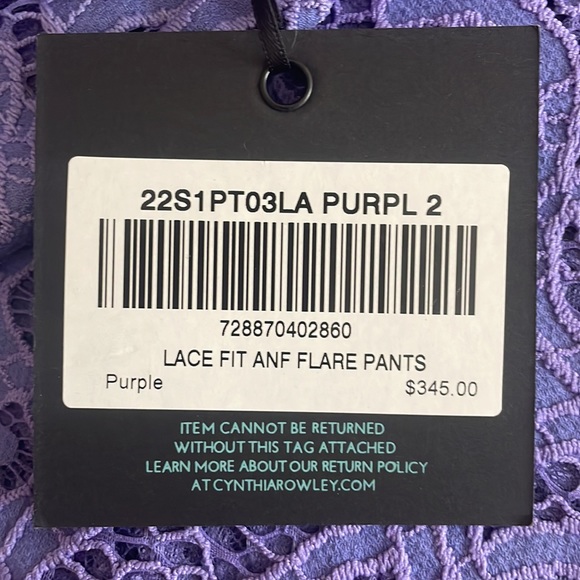 22S1PT03LA PURPL 2
728870402860
LACE FIT ANF FLARE PANTS
Purple $345.00
ITEM CANNOT BE RETURNED
WITHOUT THIS TAG ATTACHED
LEARN MORE ABOUT OUR RETURN POLICY
AT CYNTHIAROWLEY.COM